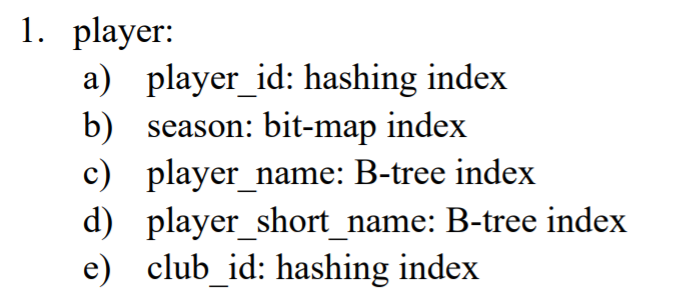 1. player:
a) player_id: hashing index
b) season: bit-map index
c) player_name: B-tree index
d) player_short_name: B-tree index
e) club_id: hashing index